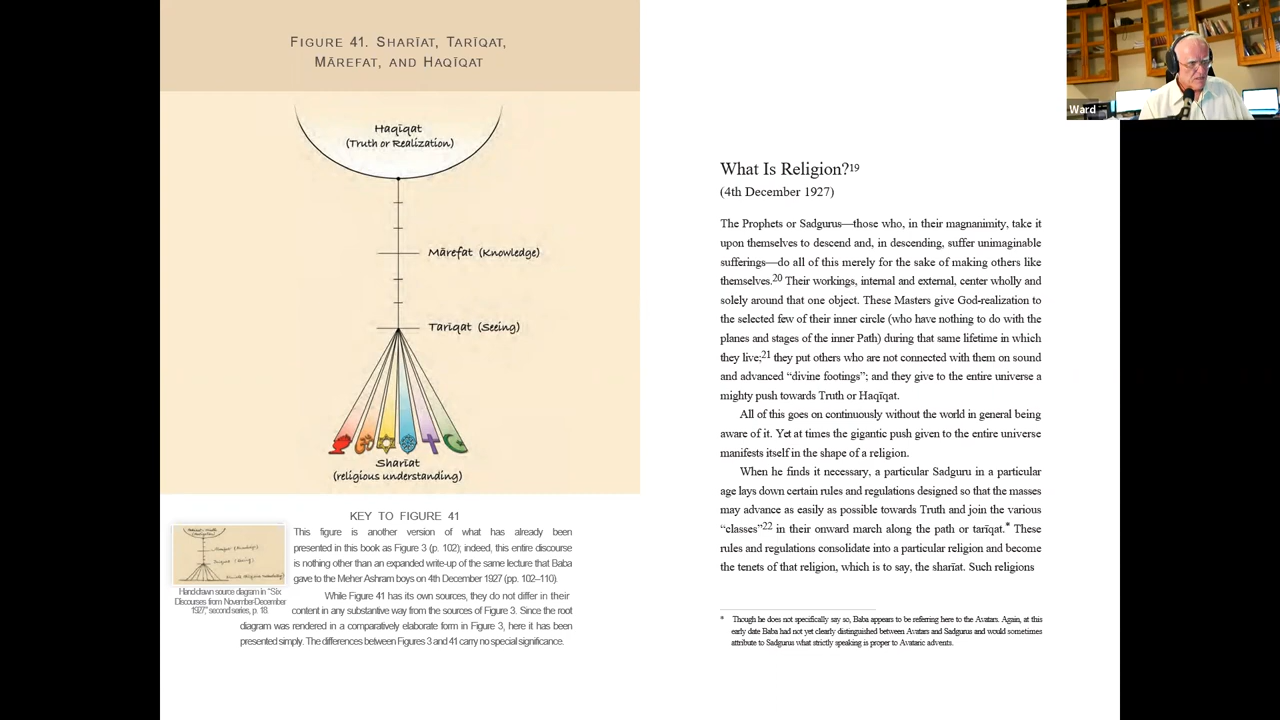 FIGURE 41. SHARĪAT, TARĪQAT,
MĀREFAT, AND HAQĪQAT
Haqīqat
(Truth or Realization)
Mārefat (Knowledge)
Tarīqat (Seeing)
Sharīat
(religious understanding)
KEY TO FIGURE 41
This figure is another version of what has already been
presented in this book as Figure 3 (p. 102); indeed, this entire discourse
is nothing other than an expanded write-up of the same lecture that Baba
gave to the Meher Ashram boys on 4th December 1927 (pp. 102–110).
While Figure 41 has its own sources, they do not differ in their
content in any substantive way from the sources of Figure 3. Since the root
diagram was rendered in a comparatively elaborate form in Figure 3, here it has been
presented simply. The differences between Figures 3 and 41 carry no special significance.
Handdrawn source diagram in "Six
Discourses from November-December
1927," second series, p. 18.
What Is Religion?19
(4th December 1927)
The Prophets or Sadgurus—those who, in their magnanimity, take it
upon themselves to descend and, in descending, suffer unimaginable
sufferings—do all of this merely for the sake of making others like
themselves.20 Their workings, internal and external, center wholly and
solely around that one object. These Masters give God-realization to
the selected few of their inner circle (who have nothing to do with the
planes and stages of the inner Path) during that same lifetime in which
they live;21 they put others who are not connected with them on sound
and advanced “divine footings”; and they give to the entire universe a
mighty push towards Truth or Haqīqat.
All of this goes on continuously without the world in general being
aware of it. Yet at times the gigantic push given to the entire universe
manifests itself in the shape of a religion.
When he finds it necessary, a particular Sadguru in a particular
age lays down certain rules and regulations designed so that the masses
may advance as easily as possible towards Truth and join the various
“classes”22 in their onward march along the path or tarīqat.* These
rules and regulations consolidate into a particular religion and become
the tenets of that religion, which is to say, the sharīat. Such religions
* Though he does not specifically say so, Baba appears to be referring here to the Avatars. Again, at this
early date Baba had not yet clearly distinguished between Avatars and Sadgurus and would sometimes
attribute to Sadgurus what strictly speaking is proper to Avataric advents.
Ward